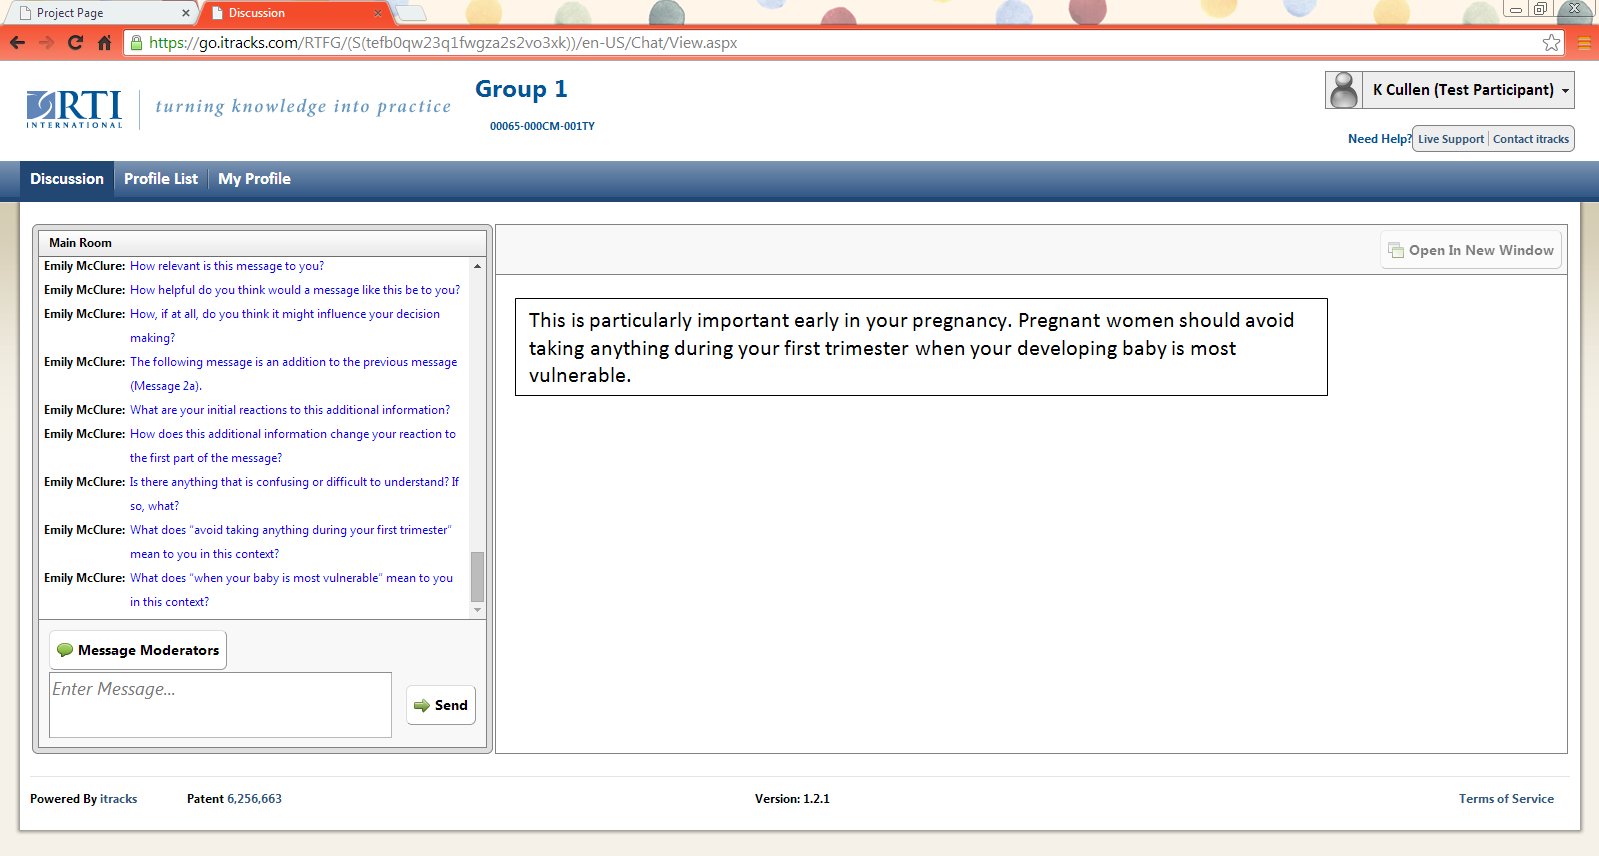 Project Page
Discussion
https://go.itracks.com/RTFG/(S(tefb0qw23q1fwgza2s2vo3xk))/en-US/Chat/View.aspx
RTI
INTERNATIONAL
turning knowledge into practice
Group 1
00065-000CM-001TY
K Cullen (Test Participant)
Need Help? Live Support Contact itracks
Discussion Profile List My Profile
Main Room
Emily McClure: How relevant is this message to you?
Emily McClure: How helpful do you think would a message like this be to you?
Emily McClure: How, if at all, do you think it might influence your decision
making?
Emily McClure: The following message is an addition to the previous message
(Message 2a).
Emily McClure: What are your initial reactions to this additional information?
Emily McClure: How does this additional information change your reaction to
the first part of the message?
Emily McClure: Is there anything that is confusing or difficult to understand? If
so, what?
Emily McClure: What does "avoid taking anything during your first trimester"
mean to you in this context?
Emily McClure: What does "when your baby is most vulnerable" mean to you
in this context?
Message Moderators
Enter Message...
Send
Open In New Window
This is particularly important early in your pregnancy. Pregnant women should avoid
taking anything during your first trimester when your developing baby is most
vulnerable.
Powered By itracks
Patent 6,256,663
Version: 1.2.1
Terms of Service